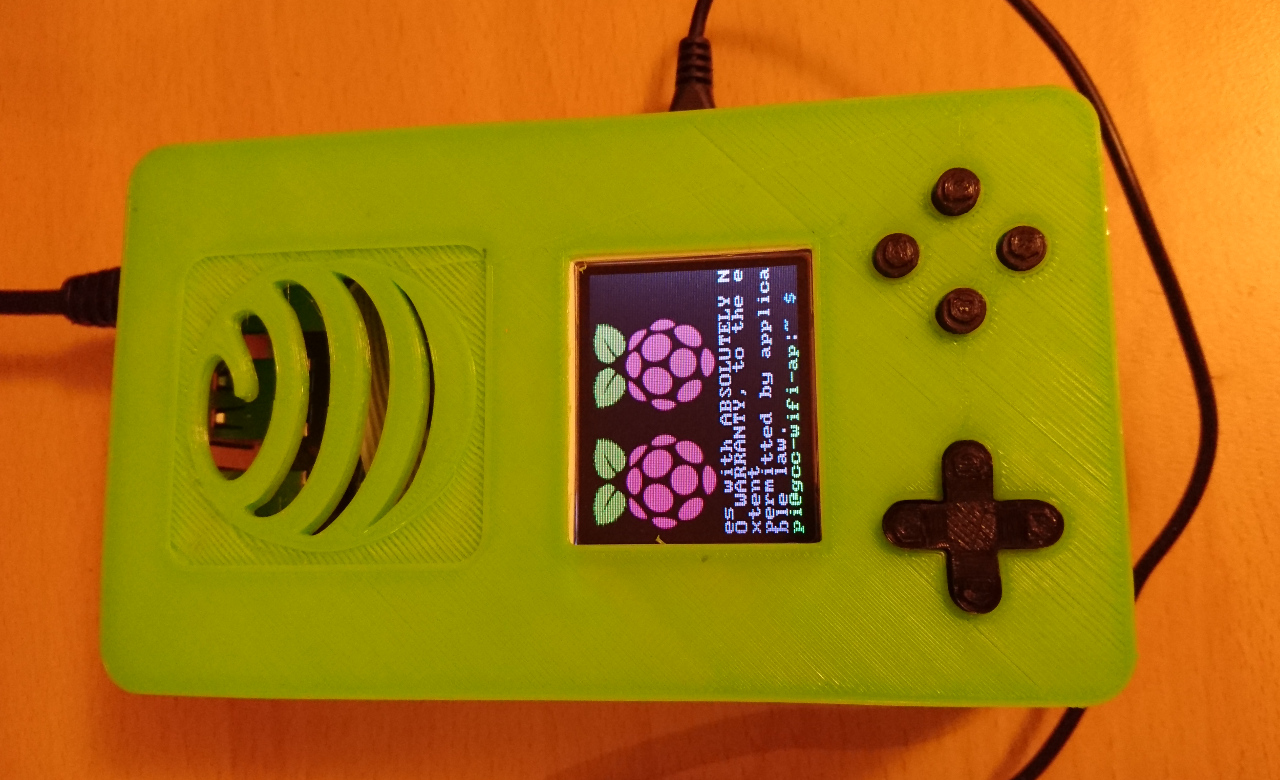 es with ABSOLUTELY N
O WARRANTY, to the e
xtent
permitted by applica
ble law.
pi@gcc-wifi-ap:~ $